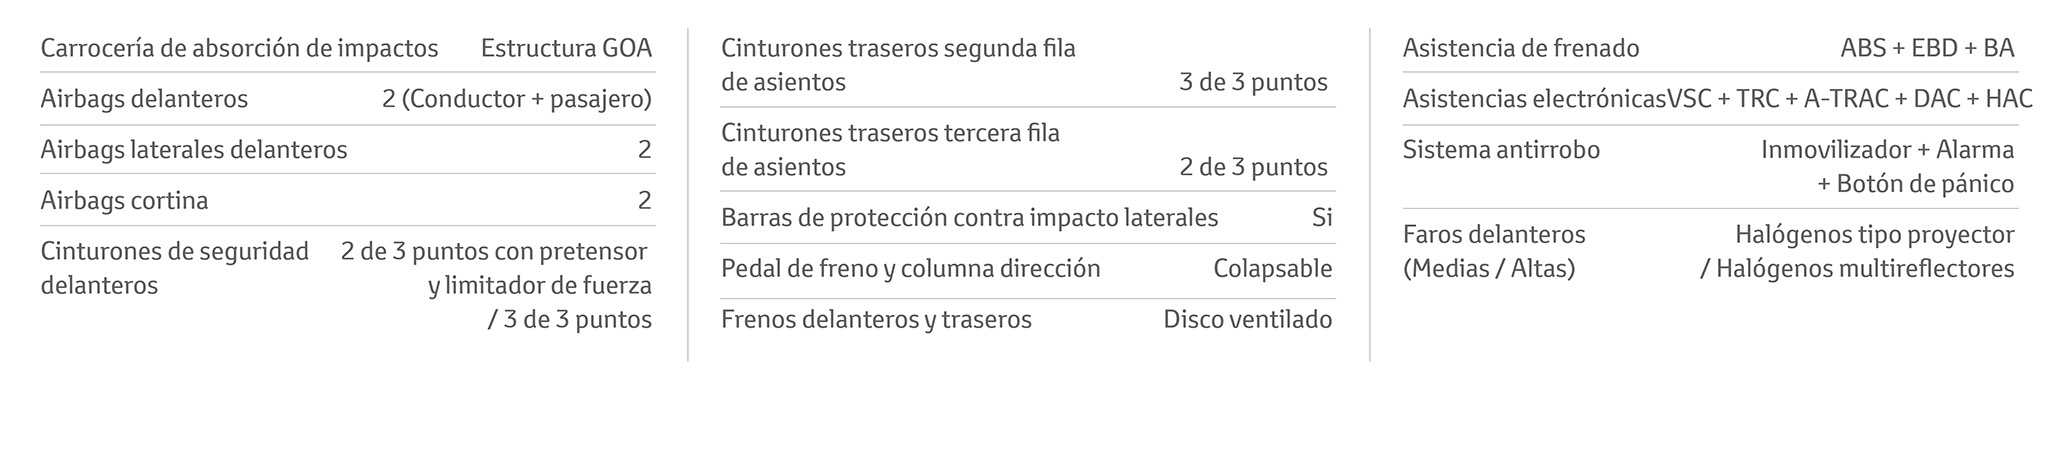 Carrocería de absorción de impactos Estructura GOA
Airbags delanteros 2 (Conductor + pasajero)
Airbags laterales delanteros 2
Airbags cortina 2
Cinturones de seguridad 2 de 3 puntos con pretensor
delanteros y limitador de fuerza
/ 3 de 3 puntos
Cinturones traseros segunda fila
de asientos 3 de 3 puntos
Cinturones traseros tercera fila
de asientos 2 de 3 puntos
Barras de protección contra impacto laterales Si
Pedal de freno y columna dirección Colapsable
Frenos delanteros y traseros Disco ventilado
Asistencia de frenado ABS + EBD + BA
Asistencias electrónicas VSC + TRC + A-TRAC + DAC + HAC
Sistema antirrobo Inmovilizador + Alarma
+ Botón de pánico
Faros delanteros Halógenos tipo proyector
(Medias / Altas) / Halógenos multireflectores